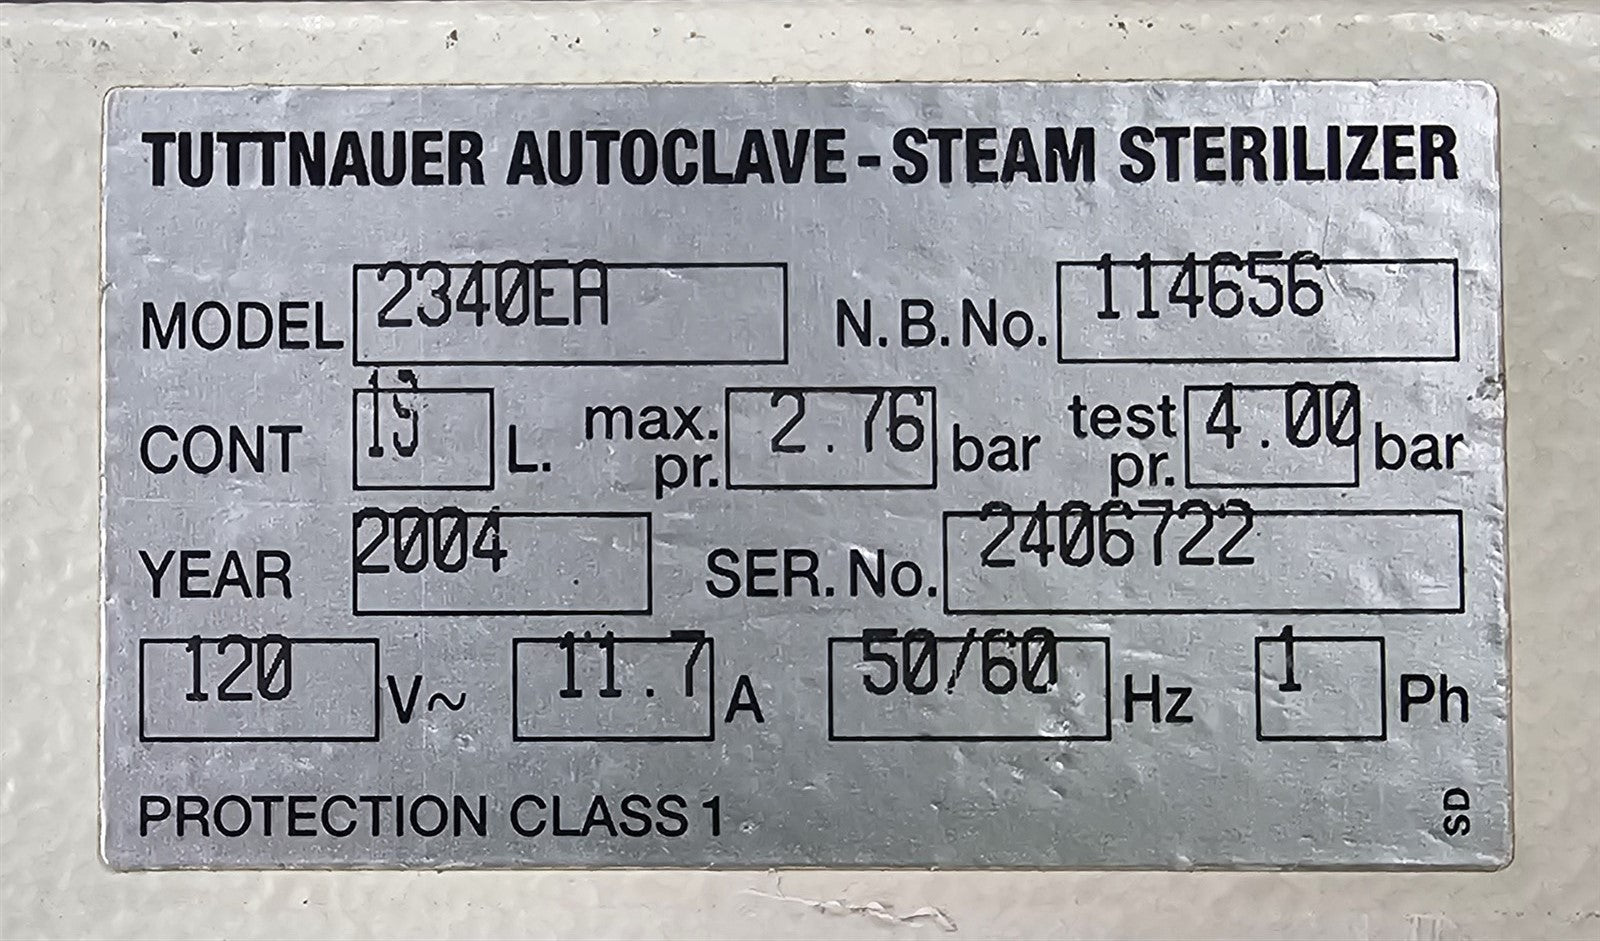 TUTTNAUER AUTOCLAVE - STEAM STERILIZER
MODEL 2340EA N.B.No. 114656
CONT L. max. pr. 2.76 bar test pr. 4.00 bar
YEAR 2004 SER. No. 2406722
120 V~ 11.7 A 50/60 Hz 1 Ph
PROTECTION CLASS 1
SD